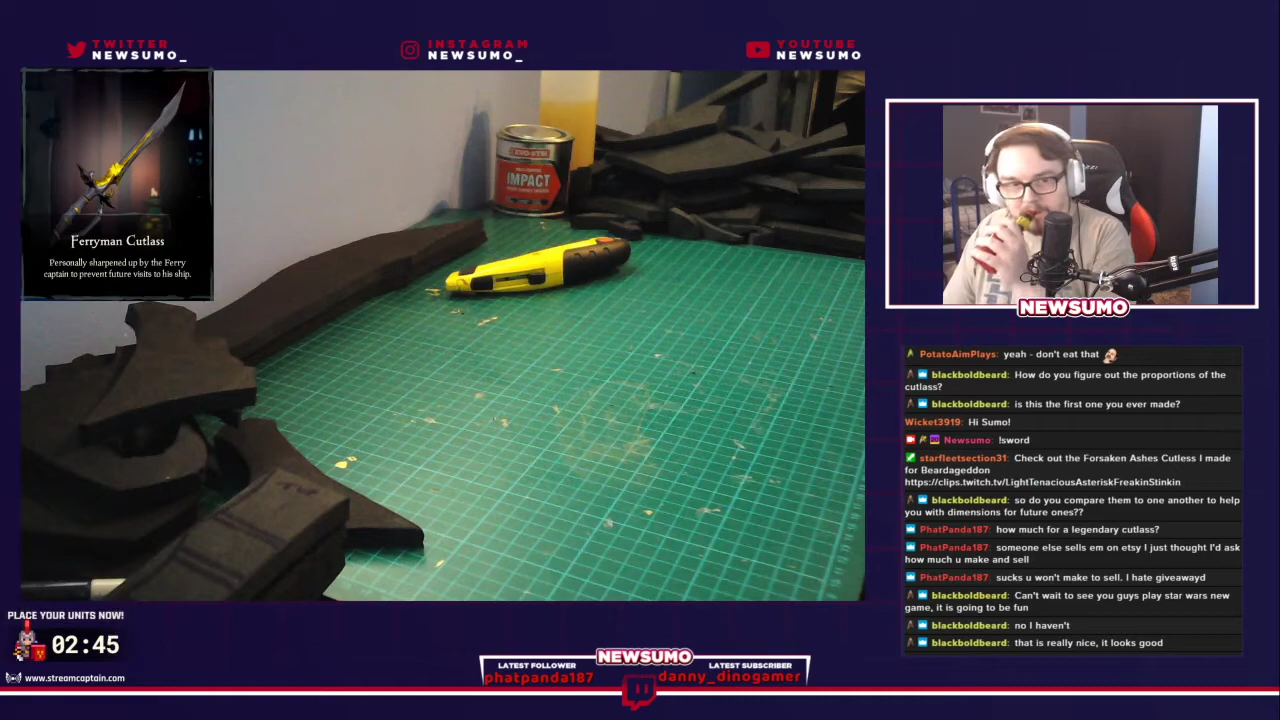 TWITTER
NEWSUMO_
INSTAGRAM
NEWSUMO_
YOUTUBE
NEWSUMO
Ferryman Cutlass
Personally sharpened up by the Ferry
captain to prevent future visits to his ship.
EVO-STIK
IMPACT
NEWSUMO
PotatoAimPlays: yeah - don't eat that
blackboldbeard: How do you figure out the proportions of the
cutlass?
blackboldbeard: is this the first one you ever made?
Wicket3919: Hi Sumo!
Newsumo: !sword
starfleetsection31: Check out the Forsaken Ashes Cutless I made
for Beardageddon
https://clips.twitch.tv/LightTenaciousAsteriskFreakinStinkin
blackboldbeard: so do you compare them to one another to help
you with dimensions for future ones??
PhatPanda187: how much for a legendary cutlass?
PhatPanda187: someone else sells em on etsy I just thought I'd ask
how much u make and sell
PhatPanda187: sucks u won't make to sell. I hate giveawayd
blackboldbeard: Can't wait to see you guys play star wars new
game, it is going to be fun
blackboldbeard: no I haven't
blackboldbeard: that is really nice, it looks good
PLACE YOUR UNITS NOW!
02:45
www.streamcaptain.com
NEWSUMO
LATEST FOLLOWER
phatpanda187
LATEST SUBSCRIBER
danny_dinogamer